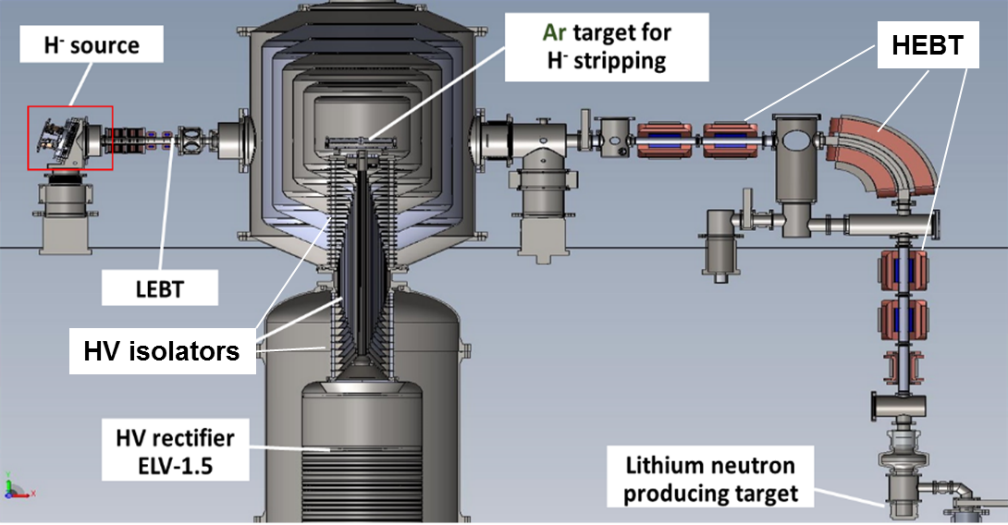 H⁻ source
Ar target for
H⁻ stripping
HEBT
LEBT
HV isolators
HV rectifier
ELV-1.5
Lithium neutron
producing target
Y
X